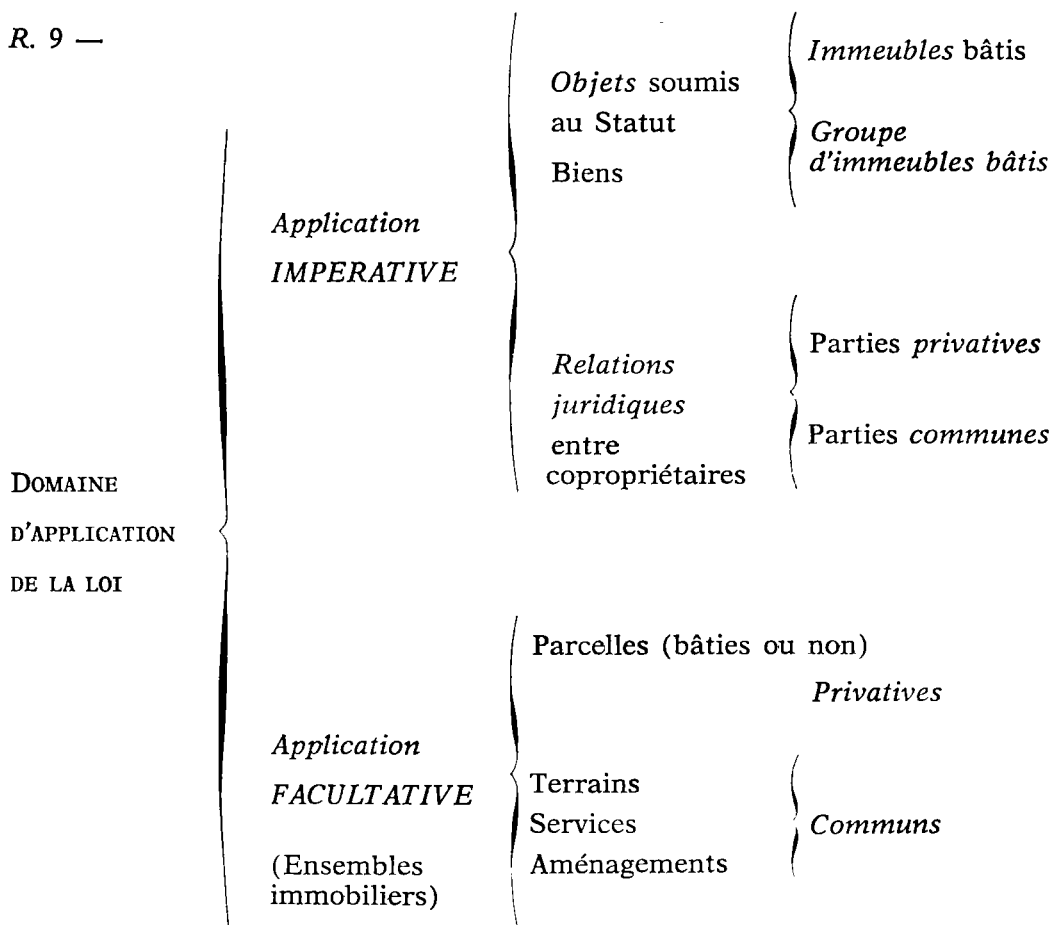 R. 9 —
DOMAINE
D'APPLICATION
DE LA LOI
Application
IMPERATIVE
Objets soumis
au Statut
Biens
Immeubles bâtis
Groupe
d'immeubles bâtis
Relations
juridiques
entre
copropriétaires
Parties privatives
Parties communes
Application
FACULTATIVE
(Ensembles
immobiliers)
Parcelles (bâties ou non)
Privatives
Terrains
Services
Aménagements
Communs